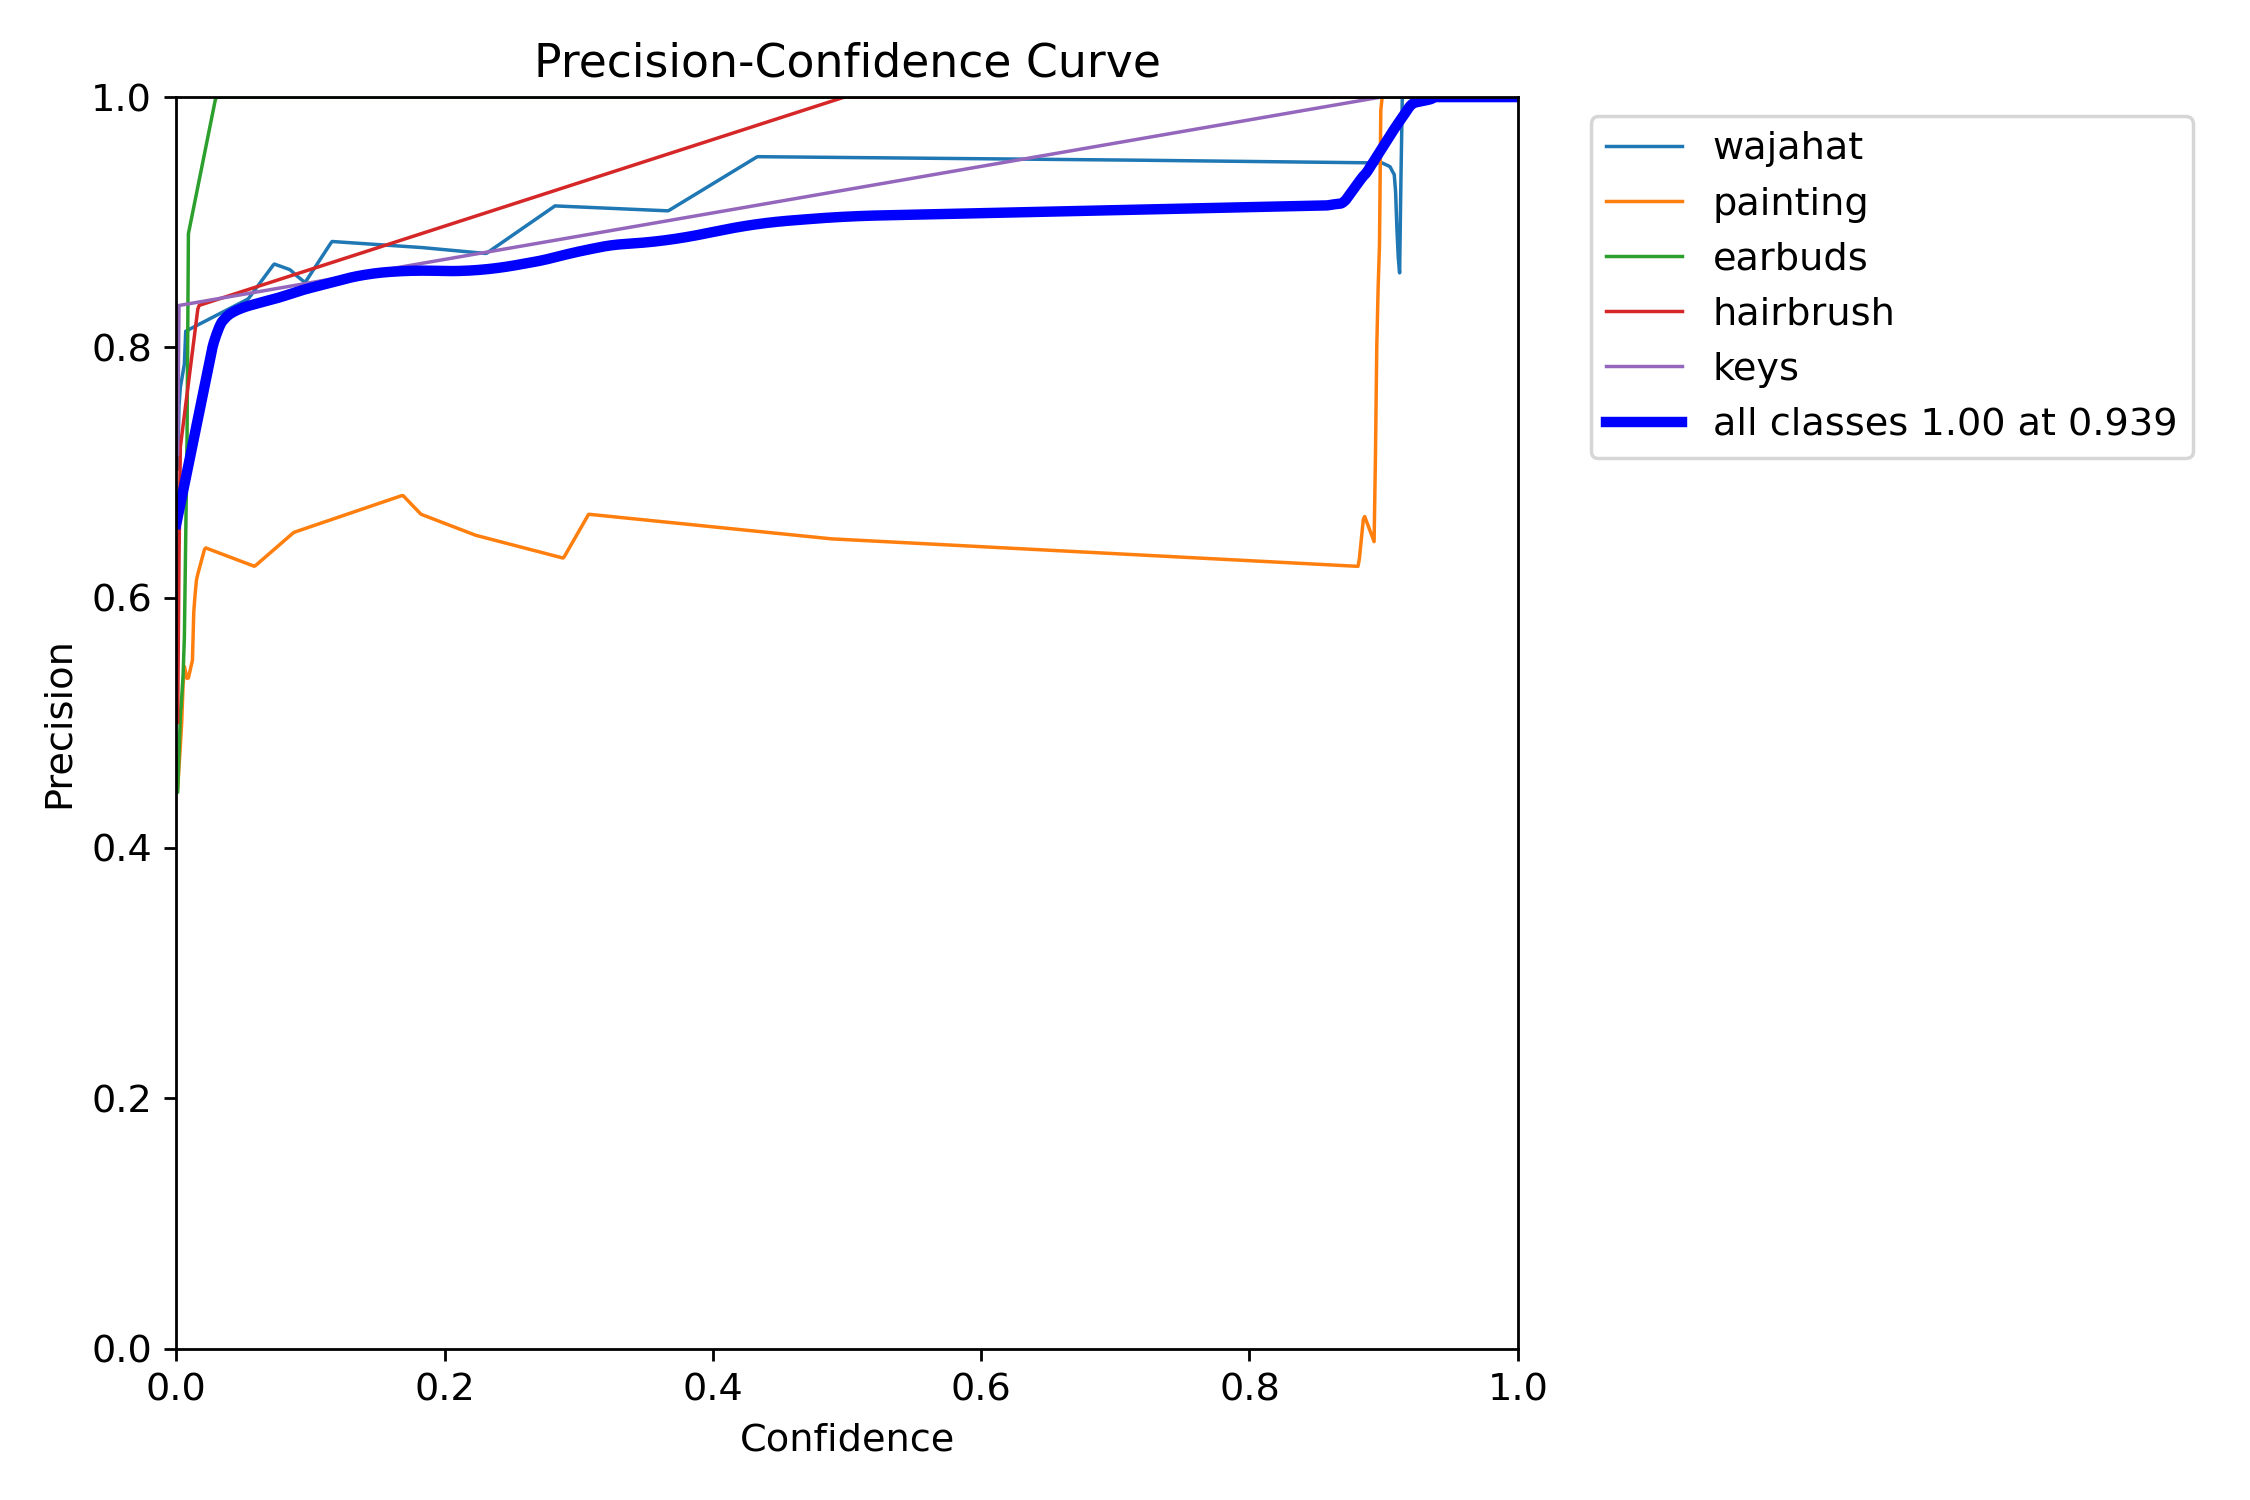 Precision-Confidence Curve
1.0
0.8
0.6
0.4
0.2
0.0
Precision
0.0 0.2 0.4 0.6 0.8 1.0
Confidence
wajahat
painting
earbuds
hairbrush
keys
all classes 1.00 at 0.939